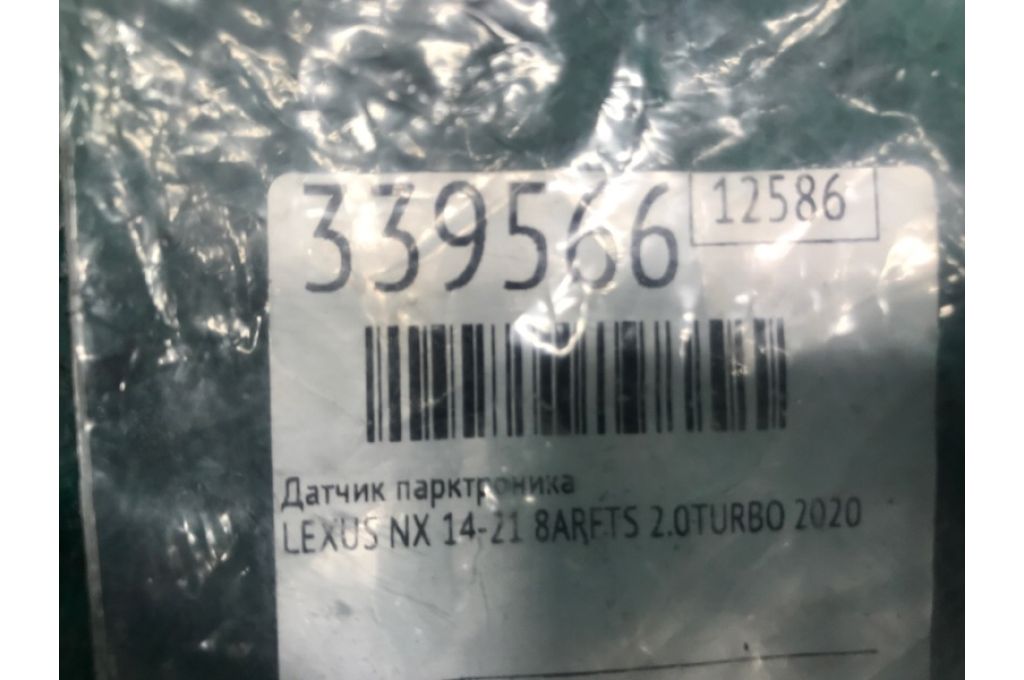 339566 12586
Датчик парктроника
LEXUS NX 14-21 8ARFTS 2.0TURBO 2020